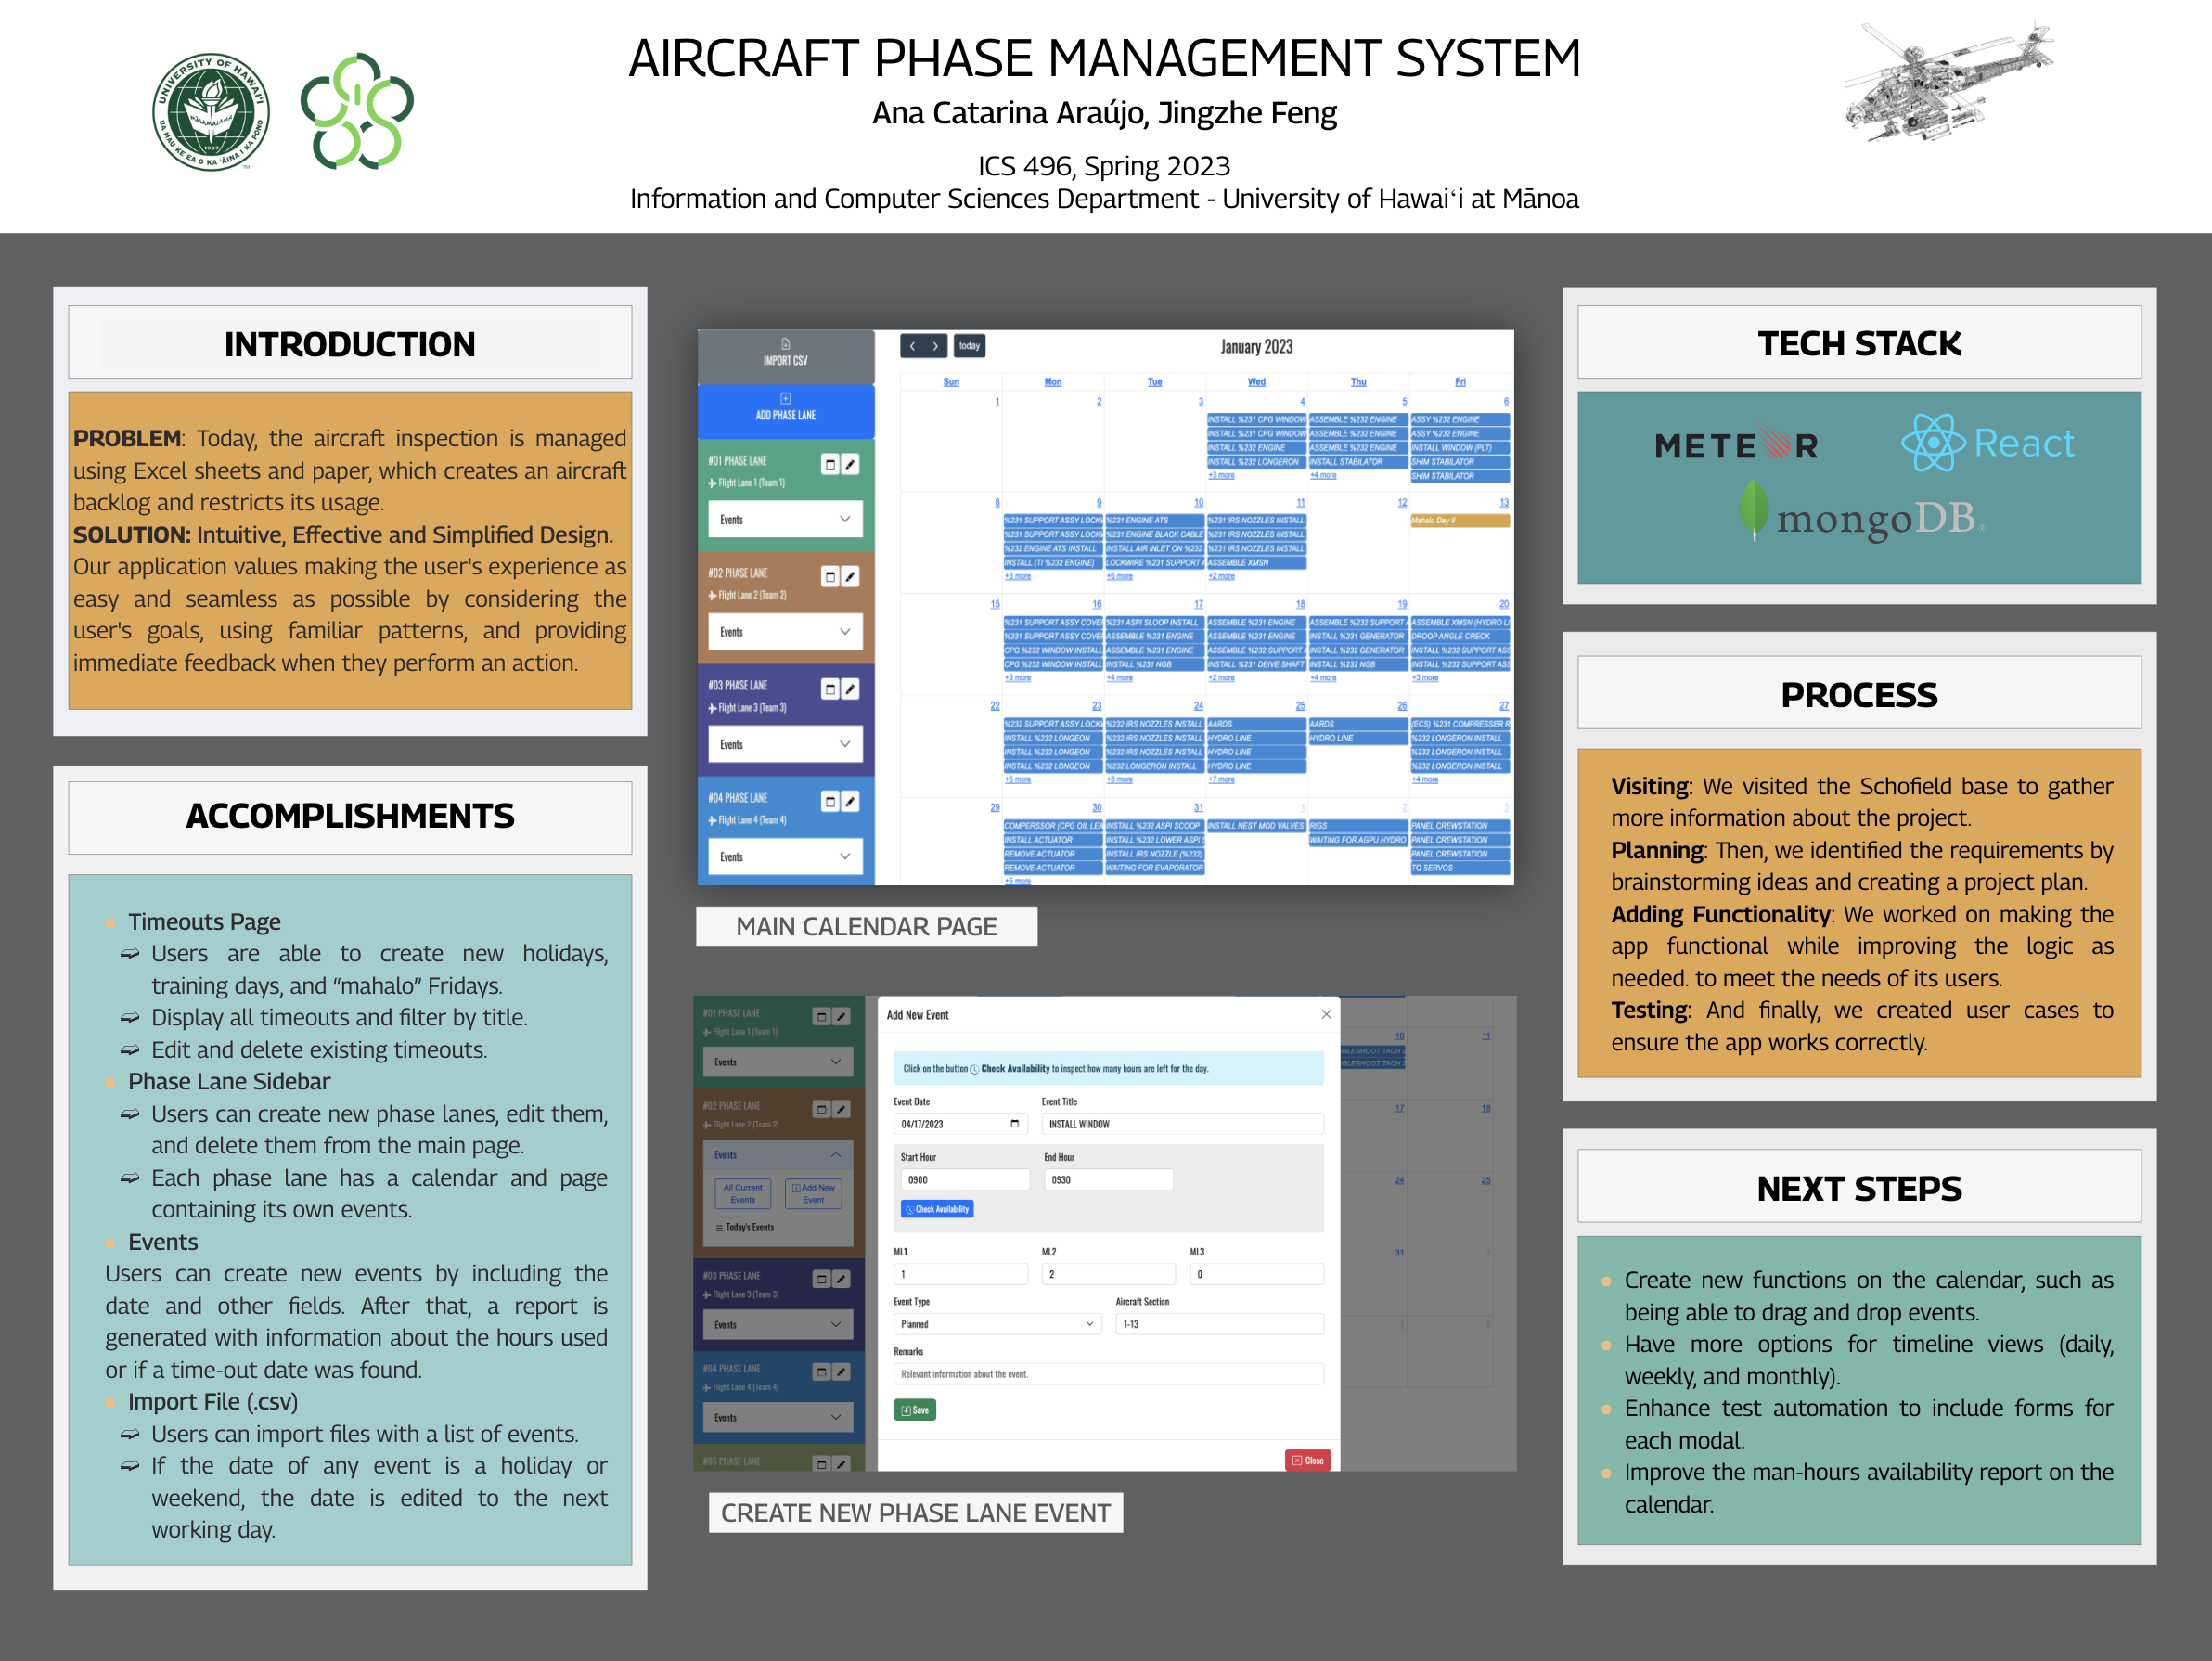 AIRCRAFT PHASE MANAGEMENT SYSTEM
Ana Catarina Araújo, Jingzhe Feng
ICS 496, Spring 2023
Information and Computer Sciences Department - University of Hawaiʻi at Mānoa
UNIVERSITY OF HAWAI'I
MĀLAMALAMA
1907
UA MAU KE EA O KA 'ĀINA I KA PONO
TM
INTRODUCTION
PROBLEM: Today, the aircraft inspection is managed
using Excel sheets and paper, which creates an aircraft
backlog and restricts its usage.
SOLUTION: Intuitive, Effective and Simplified Design.
Our application values making the user's experience as
easy and seamless as possible by considering the
user's goals, using familiar patterns, and providing
immediate feedback when they perform an action.
ACCOMPLISHMENTS
● Timeouts Page
➫ Users are able to create new holidays,
training days, and “mahalo” Fridays.
➫ Display all timeouts and filter by title.
➫ Edit and delete existing timeouts.
● Phase Lane Sidebar
➫ Users can create new phase lanes, edit them,
and delete them from the main page.
➫ Each phase lane has a calendar and page
containing its own events.
● Events
Users can create new events by including the
date and other fields. After that, a report is
generated with information about the hours used
or if a time-out date was found.
● Import File (.csv)
➫ Users can import files with a list of events.
➫ If the date of any event is a holiday or
weekend, the date is edited to the next
working day.
IMPORT CSV
ADD PHASE LANE
#01 PHASE LANE
Flight Lane 1 (Team 1)
Events
#02 PHASE LANE
Flight Lane 2 (Team 2)
Events
#03 PHASE LANE
Flight Lane 3 (Team 3)
Events
#04 PHASE LANE
Flight Lane 4 (Team 4)
Events
today
January 2023
Sun Mon Tue Wed Thu Fri
1 2 3 4 5 6
INSTALL %231 CPG WINDOW ASSEMBLE %232 ENGINE ASSY %232 ENGINE
INSTALL %231 CPG WINDOW ASSEMBLE %232 ENGINE ASSY %232 ENGINE
INSTALL %232 ENGINE ASSEMBLE %232 ENGINE INSTALL WINDOW (PLT)
INSTALL %232 LONGERON INSTALL STABILATOR SHIM STABILATOR
+3 more +4 more SHIM STABILATOR
8 9 10 11 12 13
%231 SUPPORT ASSY LOCKW %231 ENGINE ATS %231 IRS NOZZLES INSTALL Mahalo Day II
%231 SUPPORT ASSY LOCKW %231 ENGINE BLACK CABLE %231 IRS NOZZLES INSTALL
%232 ENGINE ATS INSTALL INSTALL AIR INLET ON %232 %231 IRS NOZZLES INSTALL
INSTALL (TI %232 ENGINE) LOCKWIRE %231 SUPPORT A ASSEMBLE XMSN
+3 more +6 more +2 more
15 16 17 18 19 20
%231 SUPPORT ASSY COVER %231 ASPI SLOOP INSTALL ASSEMBLE %231 ENGINE ASSEMBLE %232 SUPPORT A ASSEMBLE XMSN (HYDRO LI
%231 SUPPORT ASSY COVER ASSEMBLE %231 ENGINE ASSEMBLE %231 ENGINE INSTALL %231 GENERATOR DROOP ANGLE CRECK
CPG %232 WINDOW INSTALL ASSEMBLE %231 ENGINE ASSEMBLE %232 SUPPORT A INSTALL %232 GENERATOR INSTALL %232 SUPPORT ASS
CPG %232 WINDOW INSTALL INSTALL %231 NGB INSTALL %231 DEIVE SHAFT INSTALL %232 NGB INSTALL %232 SUPPORT ASS
+3 more +4 more +2 more +4 more +3 more
22 23 24 25 26 27
%232 SUPPORT ASSY LOCKW %232 IRS NOZZLES INSTALL AARDS AARDS (ECS) %231 COMPRESSER R
INSTALL %232 LONGEON %232 IRS NOZZLES INSTALL HYDRO LINE HYDRO LINE %232 LONGERON INSTALL
INSTALL %232 LONGEON %232 IRS NOZZLES INSTALL HYDRO LINE %232 LONGERON INSTALL
INSTALL %232 LONGEON %232 LONGERON INSTALL HYDRO LINE %232 LONGERON INSTALL
+5 more +8 more +7 more +4 more
29 30 31 1 2 3
COMPERSSOR (CPG OIL LEA INSTALL %232 ASPI SCOOP INSTALL NEST MOD VALVES RIGS PANEL CREWSTATION
INSTALL ACTUATOR INSTALL %232 LOWER ASPI S WAITING FOR AGPU HYDRO PANEL CREWSTATION
REMOVE ACTUATOR INSTALL IRS NOZZLE (%232) PANEL CREWSTATION
REMOVE ACTUATOR WAITING FOR EVAPORATOR TQ SERVOS
+5 more
MAIN CALENDAR PAGE
#01 PHASE LANE
Flight Lane 1 (Team 1)
Events
#02 PHASE LANE
Flight Lane 2 (Team 2)
Events
All Current Events
Add New Event
Today's Events
#03 PHASE LANE
Flight Lane 3 (Team 3)
Events
#04 PHASE LANE
Flight Lane 4 (Team 4)
Events
#05 PHASE LANE
Add New Event
Click on the button Check Availability to inspect how many hours are left for the day.
Event Date Event Title
04/17/2023 INSTALL WINDOW
Start Hour End Hour
0900 0930
Check Availability
ML1 ML2 ML3
1 2 0
Event Type Aircraft Section
Planned 1-13
Remarks
Relevant information about the event.
Save
Close
10 11
BLESHOOT TACH
BLESHOOT TACH
17 18
24 25
31 1
7 8
CREATE NEW PHASE LANE EVENT
TECH STACK
METEOR
React
mongoDB®
PROCESS
Visiting: We visited the Schofield base to gather
more information about the project.
Planning: Then, we identified the requirements by
brainstorming ideas and creating a project plan.
Adding Functionality: We worked on making the
app functional while improving the logic as
needed. to meet the needs of its users.
Testing: And finally, we created user cases to
ensure the app works correctly.
NEXT STEPS
● Create new functions on the calendar, such as
being able to drag and drop events.
● Have more options for timeline views (daily,
weekly, and monthly).
● Enhance test automation to include forms for
each modal.
● Improve the man-hours availability report on the
calendar.